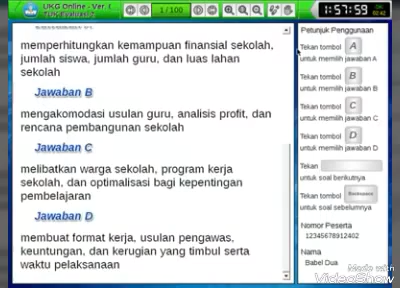 UKG Online - Ver. (
1 / 100
1:57:59
memperhitungkan kemampuan finansial sekolah,
jumlah siswa, jumlah guru, dan luas lahan
sekolah
Jawaban B
mengakomodasi usulan guru, analisis profit, dan
rencana pembangunan sekolah
Jawaban C
melibatkan warga sekolah, program kerja
sekolah, dan optimalisasi bagi kepentingan
pembelajaran
Jawaban D
membuat format kerja, usulan pengawas,
keuntungan, dan kerugian yang timbul serta
waktu pelaksanaan
Petunjuk Penggunaan
Tekan tombol A
untuk memilih jawaban A
Tekan tombol B
untuk memilih jawaban B
Tekan tombol C
untuk memilih jawaban C
Tekan tombol D
untuk memilih jawaban D
Tekan
untuk soal berikutnya
Tekan tombol Backspace
untuk soal sebelumnya
Nomor Peserta
12345678912402
Nama
Babel Dua
Made with
VideoShow